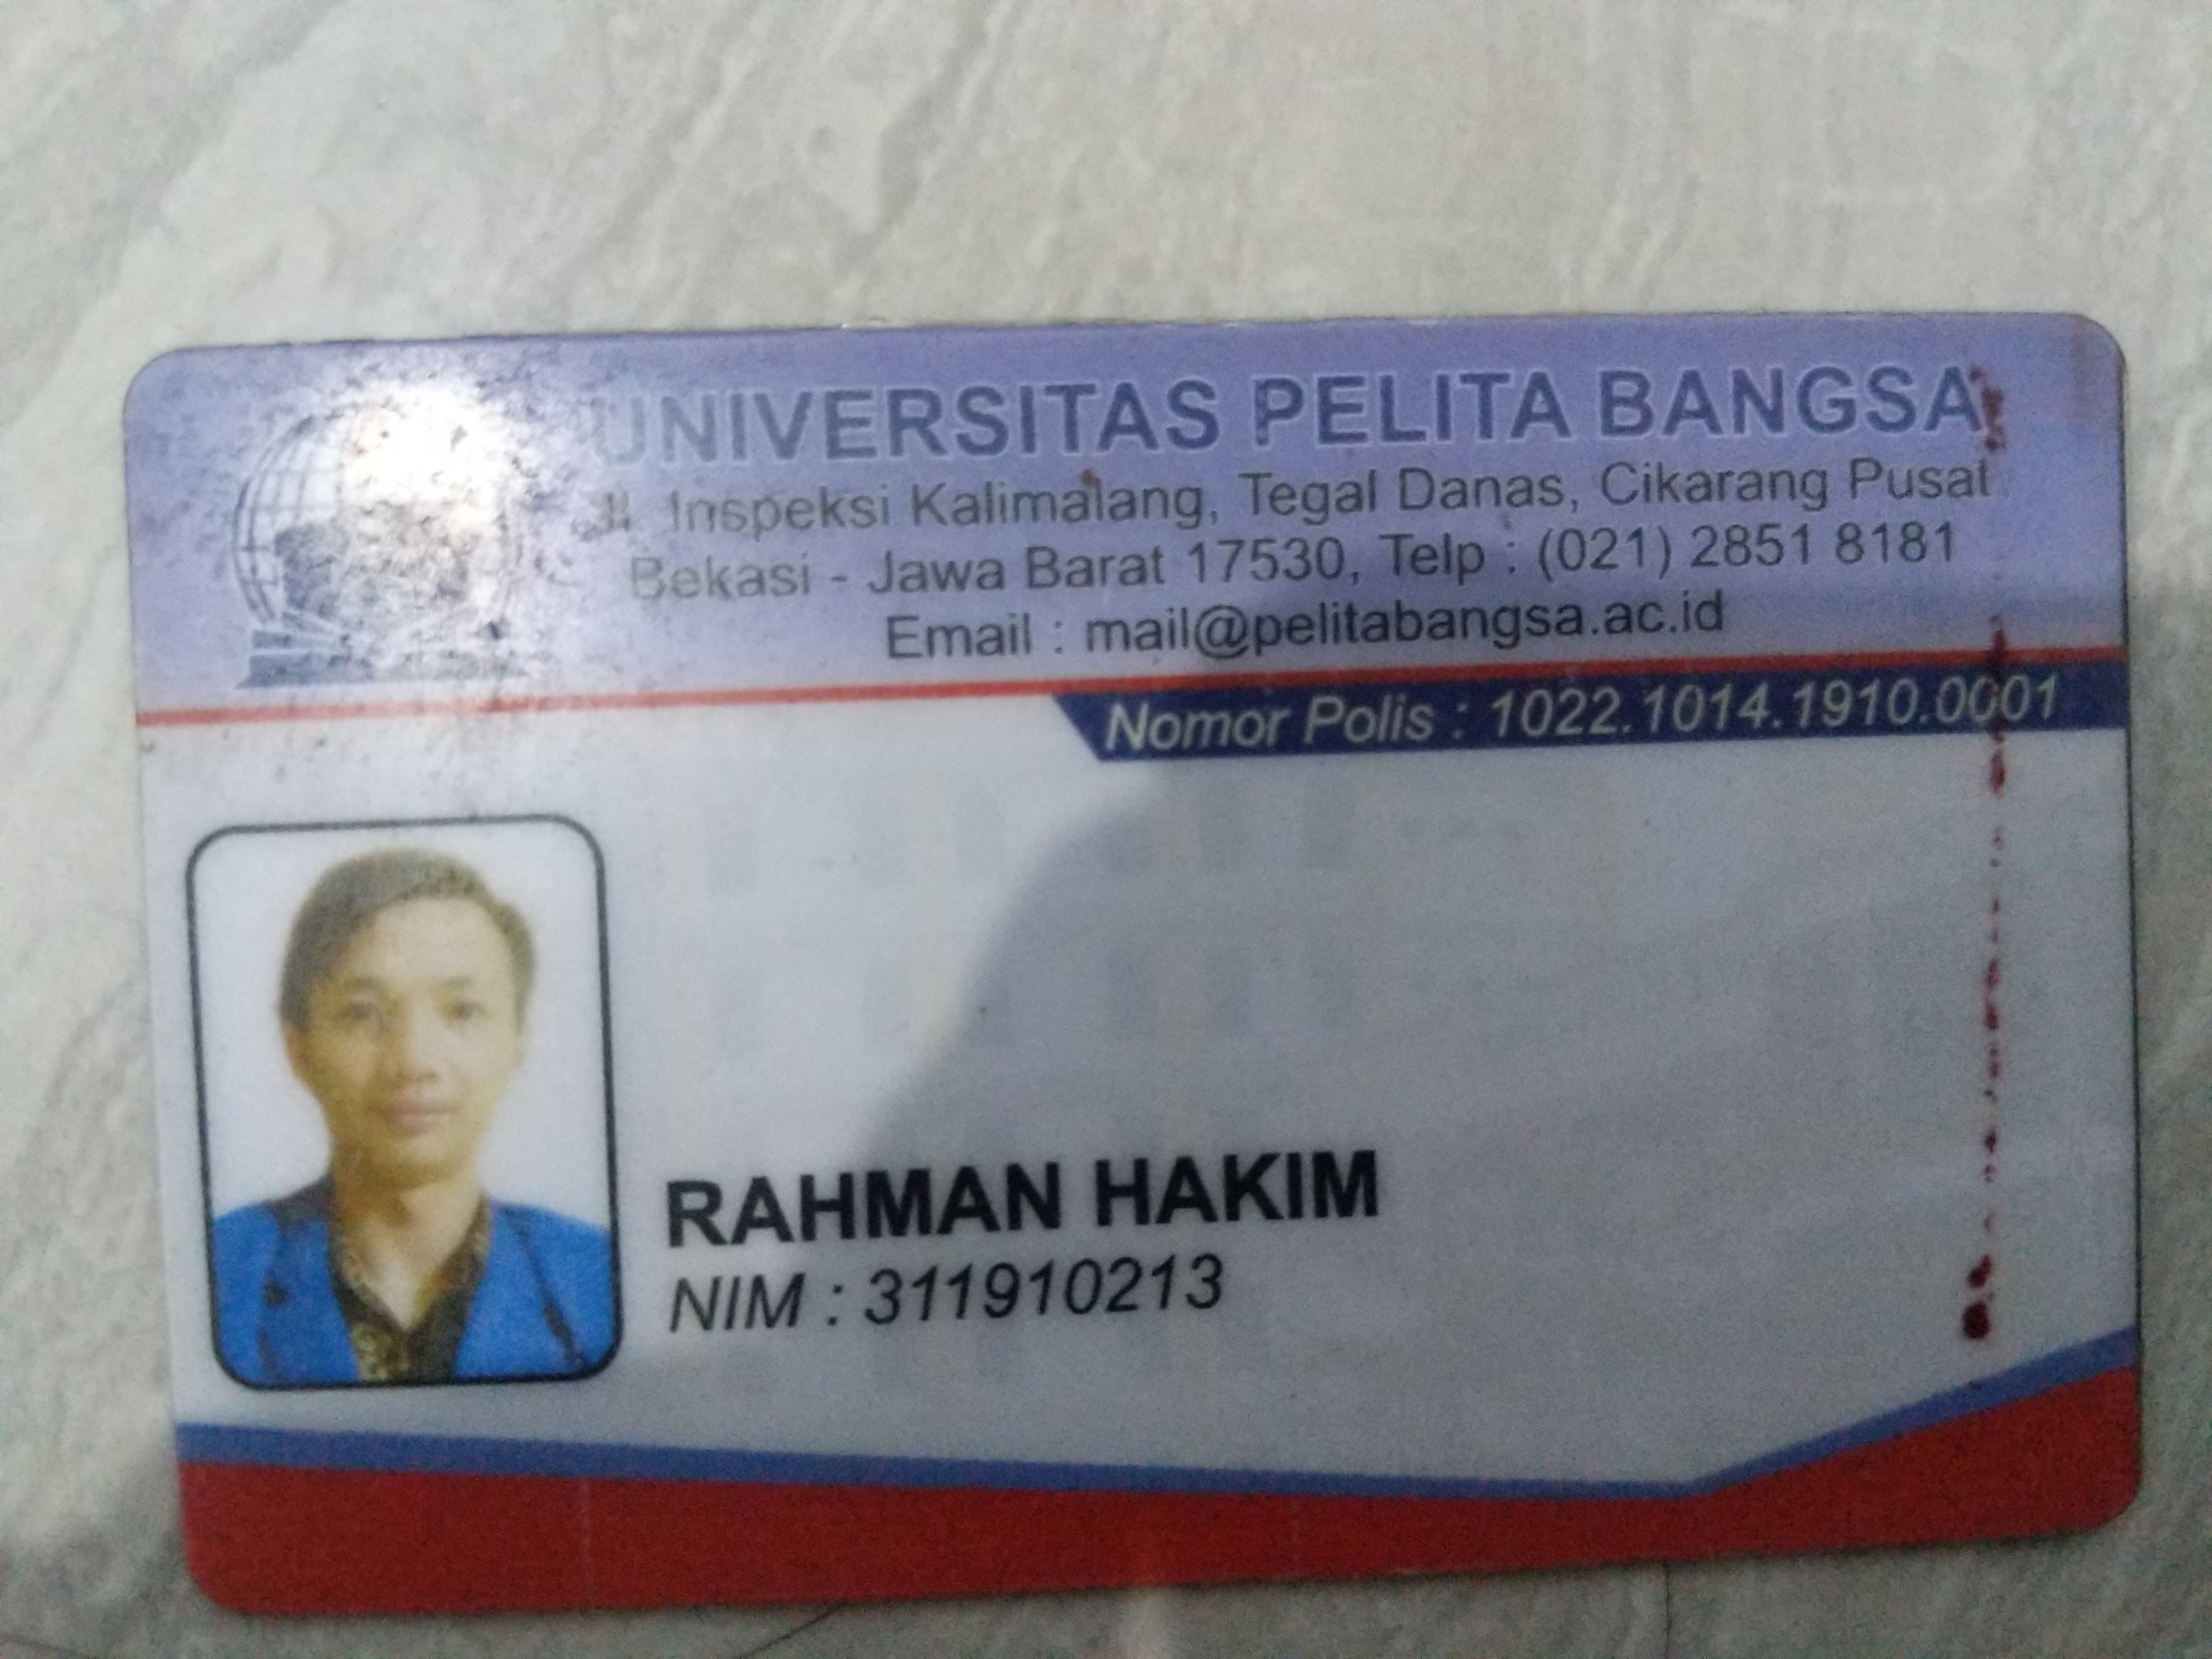 UNIVERSITAS PELITA BANGSA
Jl. Inspeksi Kalimalang, Tegal Danas, Cikarang Pusat
Bekasi - Jawa Barat 17530, Telp : (021) 2851 8181
Email : mail@pelitabangsa.ac.id
Nomor Polis : 1022.1014.1910.0001
RAHMAN HAKIM
NIM : 311910213